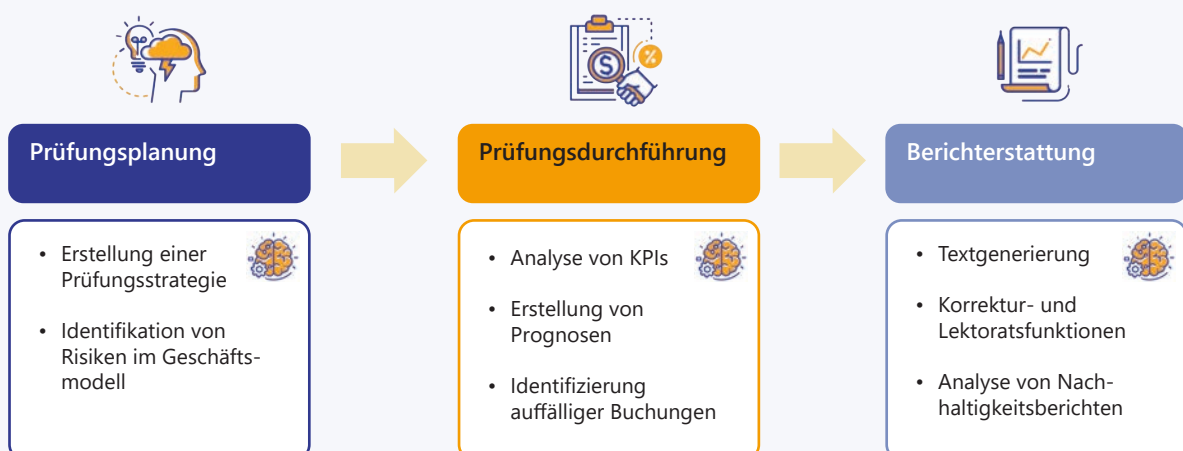 Prüfungsplanung
• Erstellung einer
Prüfungsstrategie
• Identifikation von
Risiken im Geschäfts-
modell
Prüfungsdurchführung
• Analyse von KPIs
• Erstellung von
Prognosen
• Identifizierung
auffälliger Buchungen
Berichterstattung
• Textgenerierung
• Korrektur- und
Lektoratsfunktionen
• Analyse von Nach-
haltigkeitsberichten